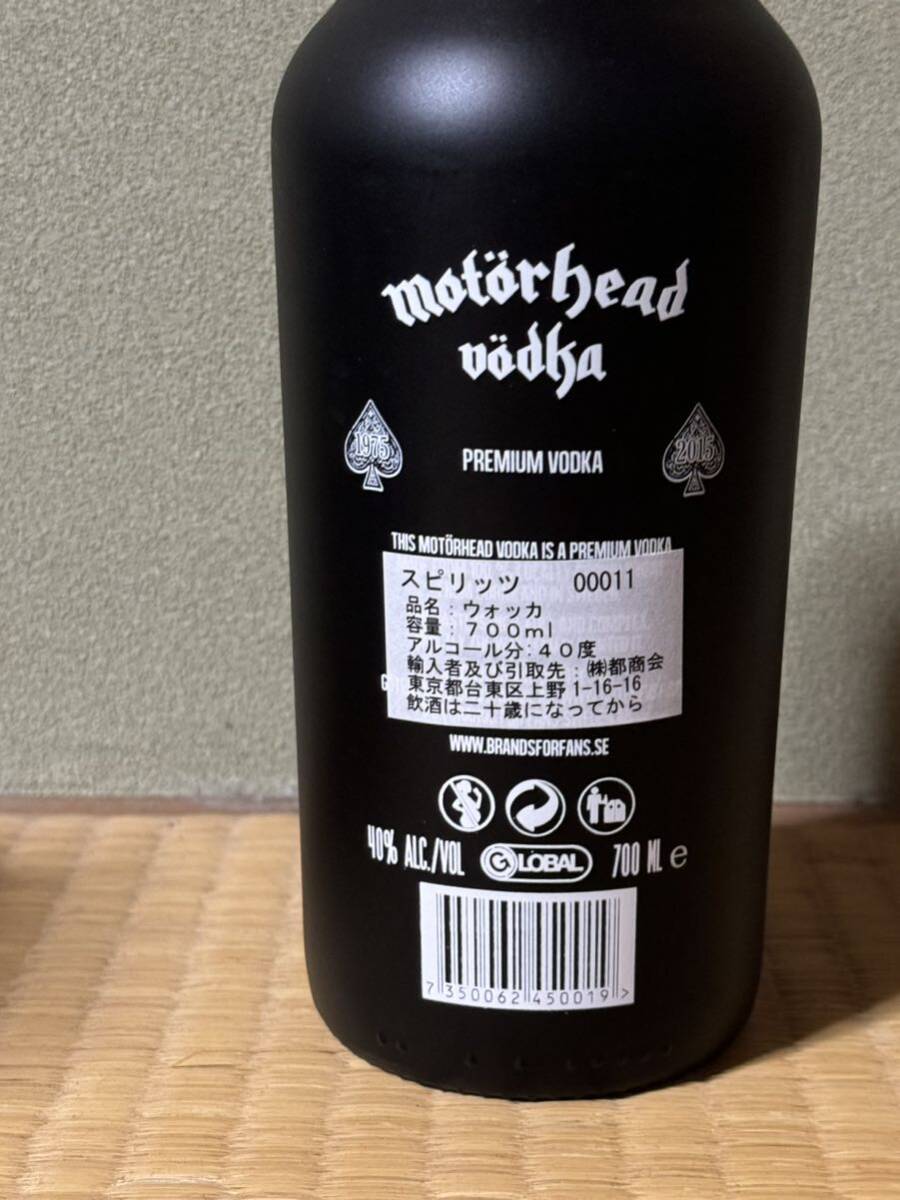 motörhead
vödka
1975
2015
PREMIUM VODKA
THIS MOTÖRHEAD VODKA IS A PREMIUM VODKA
スピリッツ 00011
品名：ウォッカ
容量：７００ml
アルコール分：４０度
輸入者及び引取先：㈱都商会
東京都台東区上野1-16-16
飲酒は二十歳になってから
WWW.BRANDSFORFANS.SE
40% ALC./VOL GLOBAL 700 ML e
7 350062 450019 >